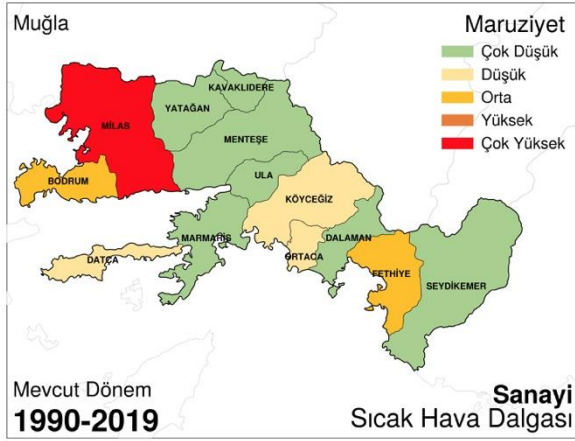 Muğla
Maruziyet
Çok Düşük
Düşük
Orta
Yüksek
Çok Yüksek
KAVAKLIDERE
YATAĞAN
MİLAS
MENTEŞE
ULA
BODRUM
KÖYCEĞİZ
MARMARİS
DALAMAN
DATÇA
ORTACA
FETHİYE
SEYDİKEMER
Mevcut Dönem
1990-2019
Sanayi
Sıcak Hava Dalgası